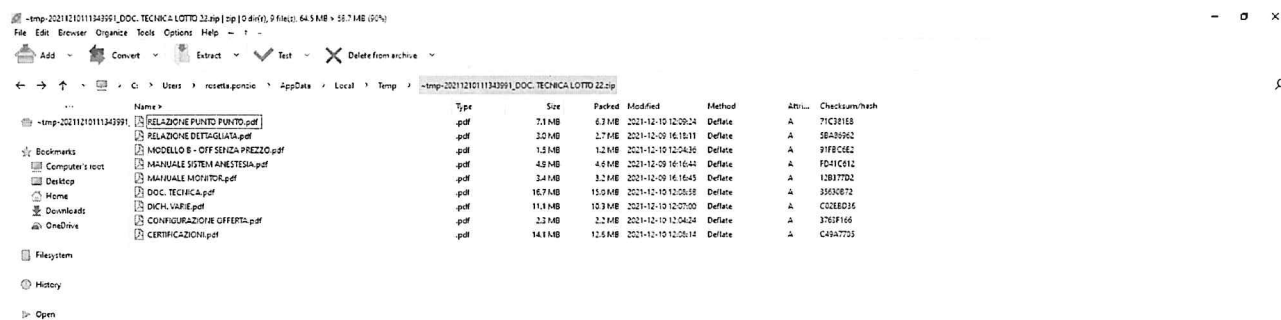 ~tmp-20211210111343991_DOC. TECNICA LOTTO 22.zip | zip | 0 dir(s), 9 file(s), 64.5 MB > 58.7 MB (90%)
File Edit Browser Organize Tools Options Help
Add Convert Extract Test Delete from archive
C: > Users > rosetta.ponzio > AppData > Local > Temp > ~tmp-20211210111343991_DOC. TECNICA LOTTO 22.zip
... Name > Type Size Packed Modified Method Attri... Checksum/hash
~tmp-20211210111343991_ RELAZIONE PUNTO PUNTO.pdf .pdf 7.1 MB 6.3 MB 2021-12-10 12:09:24 Deflate A 71C381E8
RELAZIONE DETTAGLIATA.pdf .pdf 3.0 MB 2.7 MB 2021-12-09 16:18:11 Deflate A
Bookmarks MODELLO B - OFF SENZA PREZZO.pdf .pdf 1.5 MB 1.2 MB 2021-12-10 12:04:36 Deflate A 91FBC6E2
Computer's root MANUALE SISTEM ANESTESIA.pdf .pdf 4.9 MB 4.6 MB 2021-12-09 16:16:44 Deflate A FD41C612
Desktop MANUALE MONITOR.pdf .pdf 3.4 MB 3.2 MB 2021-12-09 16:16:45 Deflate A 12B377D2
Home DOC. TECNICA.pdf .pdf 16.7 MB 15.0 MB 2021-12-10 12:08:58 Deflate A 35630B72
Downloads DICH. VARIE.pdf .pdf 11.1 MB 10.3 MB 2021-12-10 12:07:00 Deflate A C02EBD36
OneDrive CONFIGURAZIONE OFFERTA.pdf .pdf 2.3 MB 2.2 MB 2021-12-10 12:04:24 Deflate A 3763F166
CERTIFICAZIONI.pdf .pdf 14.1 MB 12.8 MB 2021-12-10 12:08:14 Deflate A C49A7705
Filesystem
History
Open